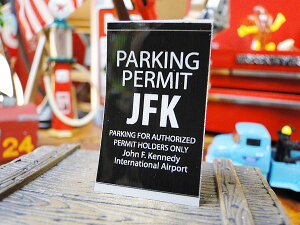 PARKING
PERMIT
JFK
PARKING FOR AUTHORIZED
PERMIT HOLDERS ONLY
John F. Kennedy
International Airport
24